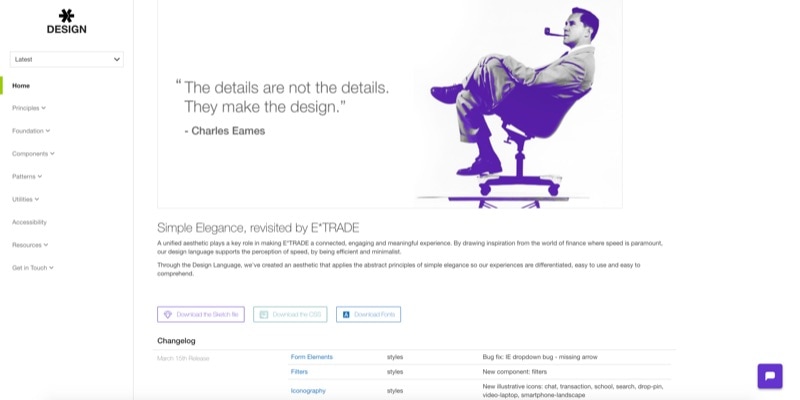 DESIGN
Latest
Home
Principles
Foundation
Components
Patterns
Utilities
Accessibility
Resources
Get in Touch
“The details are not the details.
They make the design.”
- Charles Eames
Simple Elegance, revisited by E*TRADE
A unified aesthetic plays a key role in making E*TRADE a connected, engaging and meaningful experience. By drawing inspiration from the world of finance where speed is paramount,
our design language supports the perception of speed, by being efficient and minimalist.
Through the Design Language, we've created an aesthetic that applies the abstract principles of simple elegance so our experiences are differentiated, easy to use and easy to
comprehend.
Download the Sketch file
Download the CSS
Download Fonts
Changelog
March 15th Release
Form Elements styles Bug fix: IE dropdown bug - missing arrow
Filters styles New component: filters
Iconography styles New illustrative icons: chat, transaction, school, search, drop-pin,
video-laptop, smartphone-landscape